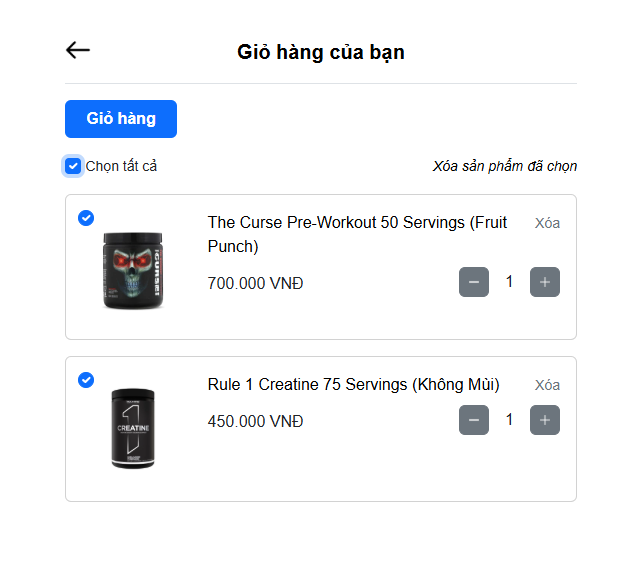 Giỏ hàng của bạn
Giỏ hàng
Chọn tất cả
Xóa sản phẩm đã chọn
The Curse Pre-Workout 50 Servings (Fruit
Punch)
Xóa
700.000 VNĐ
1
CURSE!
Rule 1 Creatine 75 Servings (Không Mùi)
Xóa
450.000 VNĐ
1
1
CREATINE